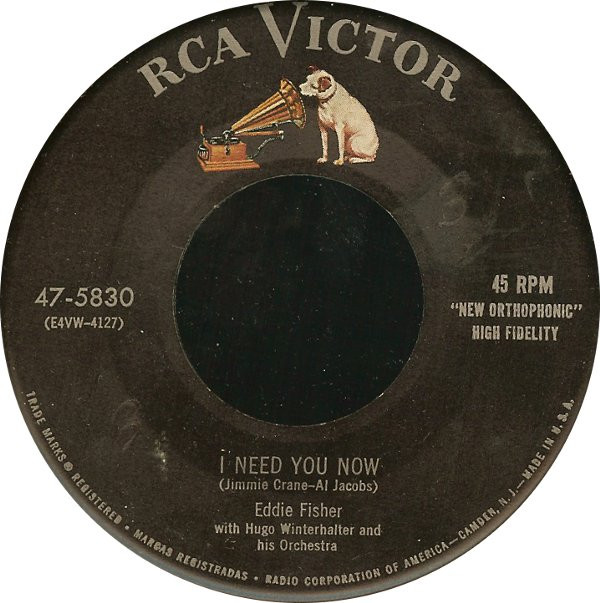 RCA VICTOR
47-5830
(E4VW-4127)
45 RPM
"NEW ORTHOPHONIC"
HIGH FIDELITY
I NEED YOU NOW
(Jimmie Crane-Al Jacobs)
Eddie Fisher
with Hugo Winterhalter and
his Orchestra
TRADE MARKS ® REGISTERED • MARCAS REGISTRADAS • RADIO CORPORATION OF AMERICA—CAMDEN, N. J.—MADE IN U.S.A.